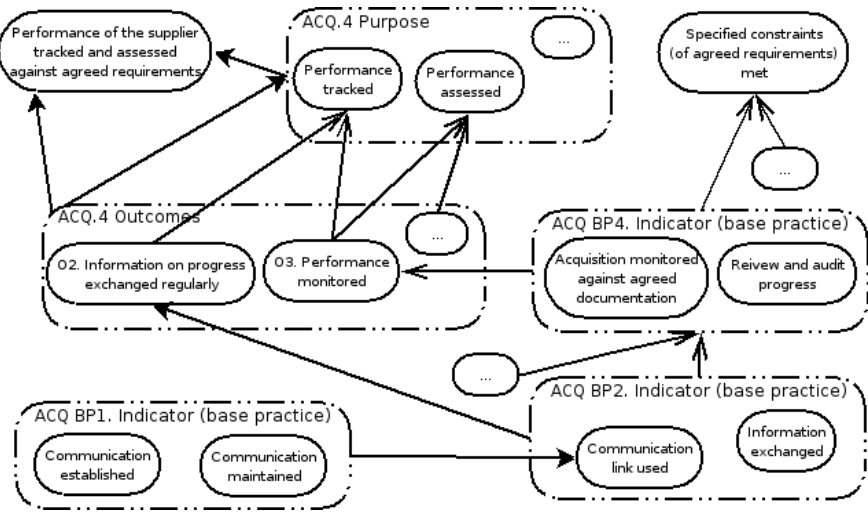 Performance of the supplier
tracked and assessed
against agreed requirements
ACQ.4 Purpose
...
Performance
tracked
Performance
assessed
Specified constraints
(of agreed requirements)
met
...
ACQ.4 Outcomes
...
O2. Information on progress
exchanged regularly
O3. Performance
monitored
ACQ BP4. Indicator (base practice)
Acquisition monitored
against agreed
documentation
Reivew and audit
progress
...
ACQ BP1. Indicator (base practice)
Communication
established
Communication
maintained
ACQ BP2. Indicator (base practice)
Communication
link used
Information
exchanged